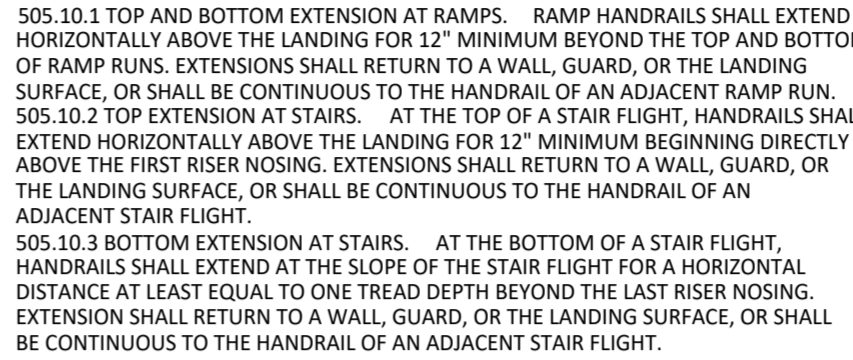 505.10.1 TOP AND BOTTOM EXTENSION AT RAMPS. RAMP HANDRAILS SHALL EXTEND
HORIZONTALLY ABOVE THE LANDING FOR 12" MINIMUM BEYOND THE TOP AND BOTTO
OF RAMP RUNS. EXTENSIONS SHALL RETURN TO A WALL, GUARD, OR THE LANDING
SURFACE, OR SHALL BE CONTINUOUS TO THE HANDRAIL OF AN ADJACENT RAMP RUN.
505.10.2 TOP EXTENSION AT STAIRS. AT THE TOP OF A STAIR FLIGHT, HANDRAILS SHAL
EXTEND HORIZONTALLY ABOVE THE LANDING FOR 12" MINIMUM BEGINNING DIRECTLY
ABOVE THE FIRST RISER NOSING. EXTENSIONS SHALL RETURN TO A WALL, GUARD, OR
THE LANDING SURFACE, OR SHALL BE CONTINUOUS TO THE HANDRAIL OF AN
ADJACENT STAIR FLIGHT.
505.10.3 BOTTOM EXTENSION AT STAIRS. AT THE BOTTOM OF A STAIR FLIGHT,
HANDRAILS SHALL EXTEND AT THE SLOPE OF THE STAIR FLIGHT FOR A HORIZONTAL
DISTANCE AT LEAST EQUAL TO ONE TREAD DEPTH BEYOND THE LAST RISER NOSING.
EXTENSION SHALL RETURN TO A WALL, GUARD, OR THE LANDING SURFACE, OR SHALL
BE CONTINUOUS TO THE HANDRAIL OF AN ADJACENT STAIR FLIGHT.